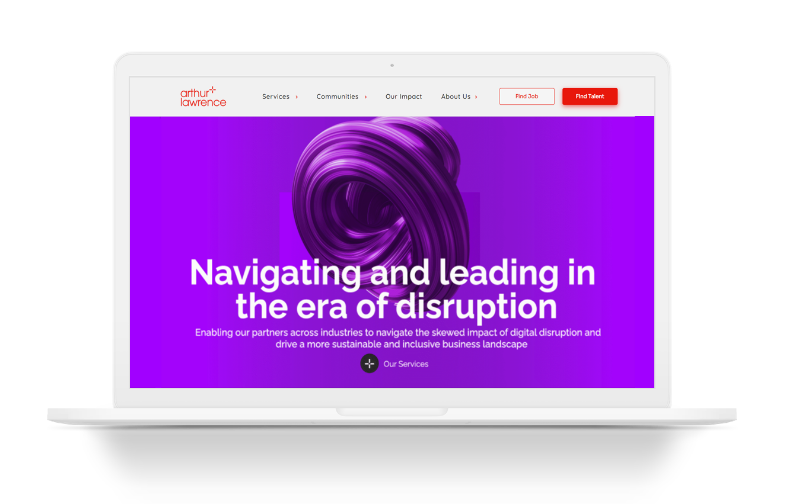 arthur
lawrence
Services
Communities
Our Impact
About Us
Find Job
Find Talent
Navigating and leading in
the era of disruption
Enabling our partners across industries to navigate the skewed impact of digital disruption and
drive a more sustainable and inclusive business landscape
Our Services